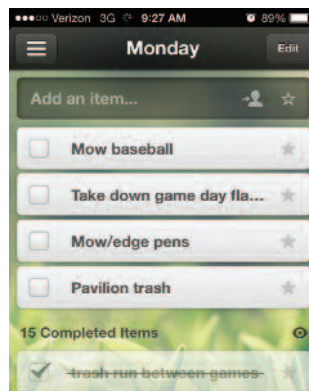 Verizon 3G 9:27 AM 89%
Monday Edit
Add an item...
Mow baseball
Take down game day fla...
Mow/edge pens
Pavilion trash
15 Completed Items
trash run between games